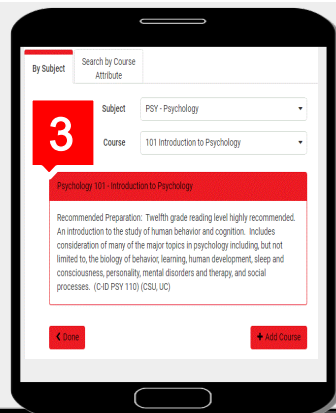 By Subject
Search by Course
Attribute
3
Subject
PSY - Psychology
Course
101 Introduction to Psychology
Psychology 101 - Introduction to Psychology
Recommended Preparation: Twelfth grade reading level highly recommended.
An introduction to the study of human behavior and cognition. Includes
consideration of many of the major topics in psychology including, but not
limited to, the biology of behavior, learning, human development, sleep and
consciousness, personality, mental disorders and therapy, and social
processes. (C-ID PSY 110) (CSU, UC)
Done
Add Course